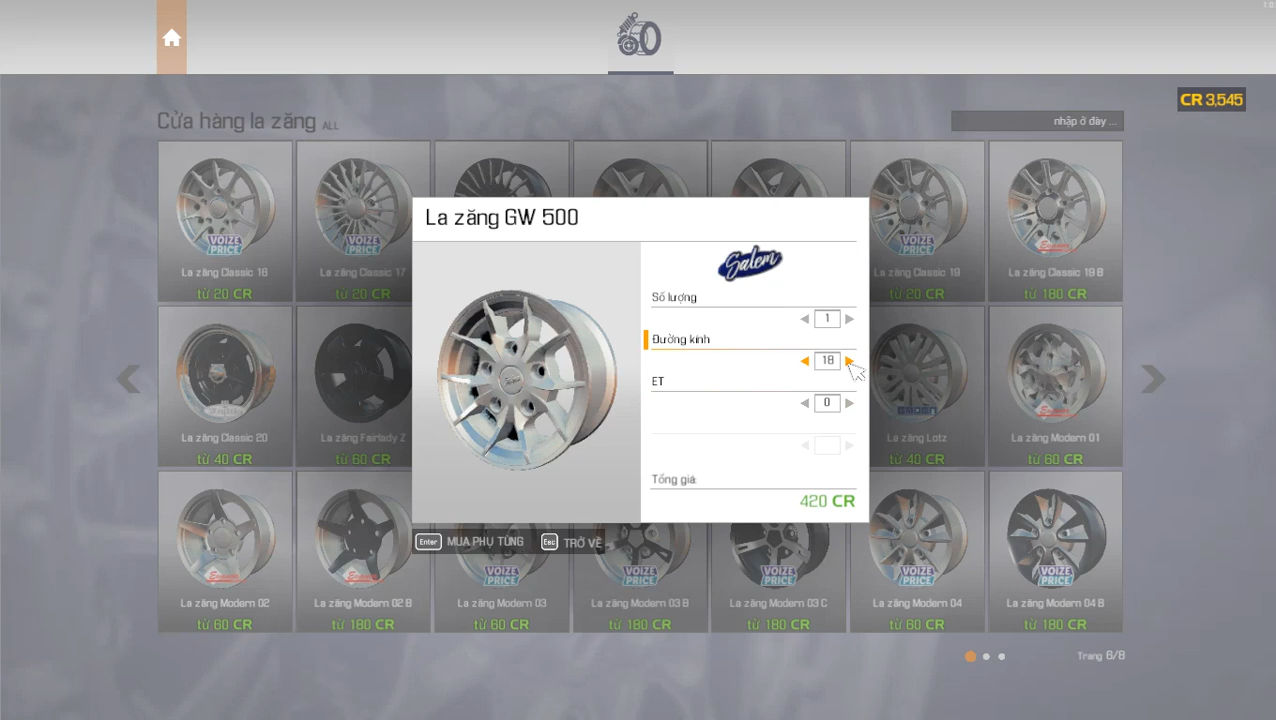 1.0
CR 3,545
Cửa hàng la zăng ALL
nhập ở đây ...
VOIZE PRICE
La zăng Classic 16
từ 20 CR
VOIZE PRICE
La zăng Classic 17
từ 20 CR
VOIZE PRICE
La zăng Classic 19
từ 20 CR
La zăng Classic 19 B
từ 180 CR
La zăng GW 500
Salem
Số lượng
1
Đường kính
18
ET
0
Tổng giá:
420 CR
Enter MUA PHỤ TÙNG Esc TRỞ VỀ
La zăng Classic 20
từ 40 CR
La zăng Fairlady Z
từ 60 CR
La zăng Lotz
từ 40 CR
La zăng Modern 01
từ 60 CR
La zăng Modern 02
từ 60 CR
La zăng Modern 02 B
từ 180 CR
VOIZE PRICE
La zăng Modern 03
từ 60 CR
VOIZE PRICE
La zăng Modern 03 B
từ 180 CR
VOIZE PRICE
La zăng Modern 03 C
từ 180 CR
VOIZE PRICE
La zăng Modern 04
từ 60 CR
VOIZE PRICE
La zăng Modern 04 B
từ 180 CR
Trang 6/8